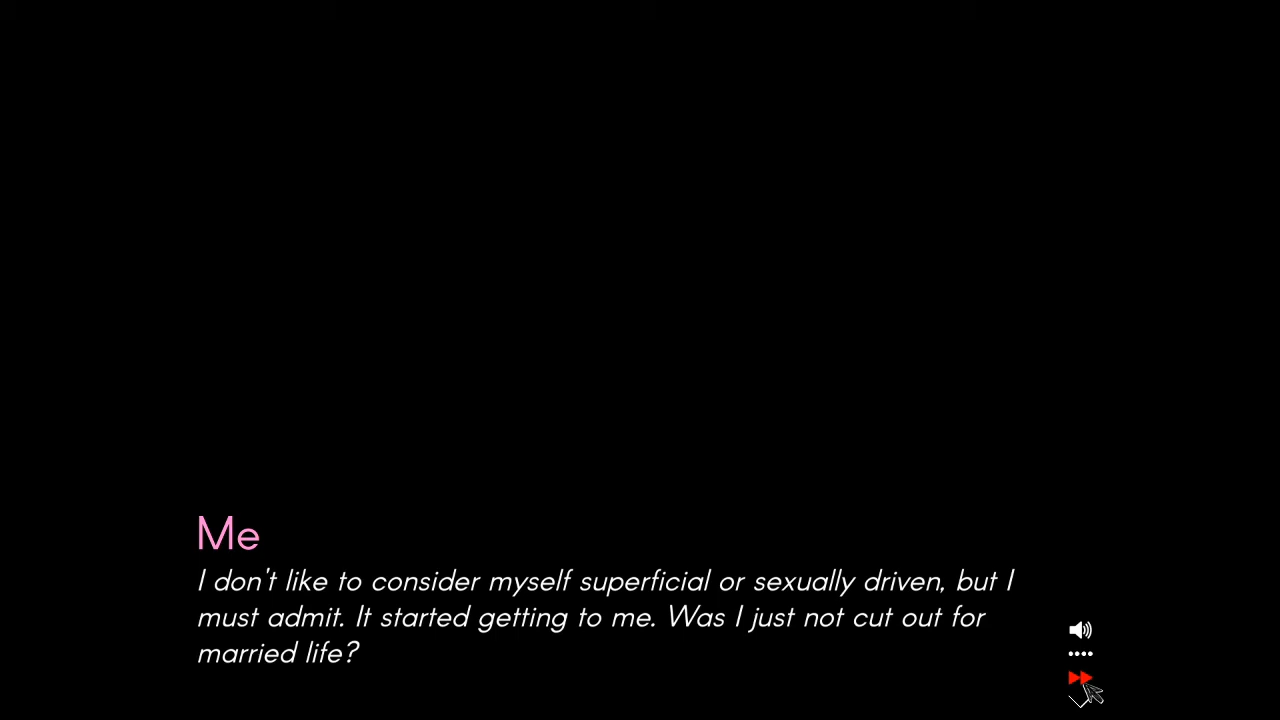 Me
I don't like to consider myself superficial or sexually driven, but I
must admit. It started getting to me. Was I just not cut out for
married life?